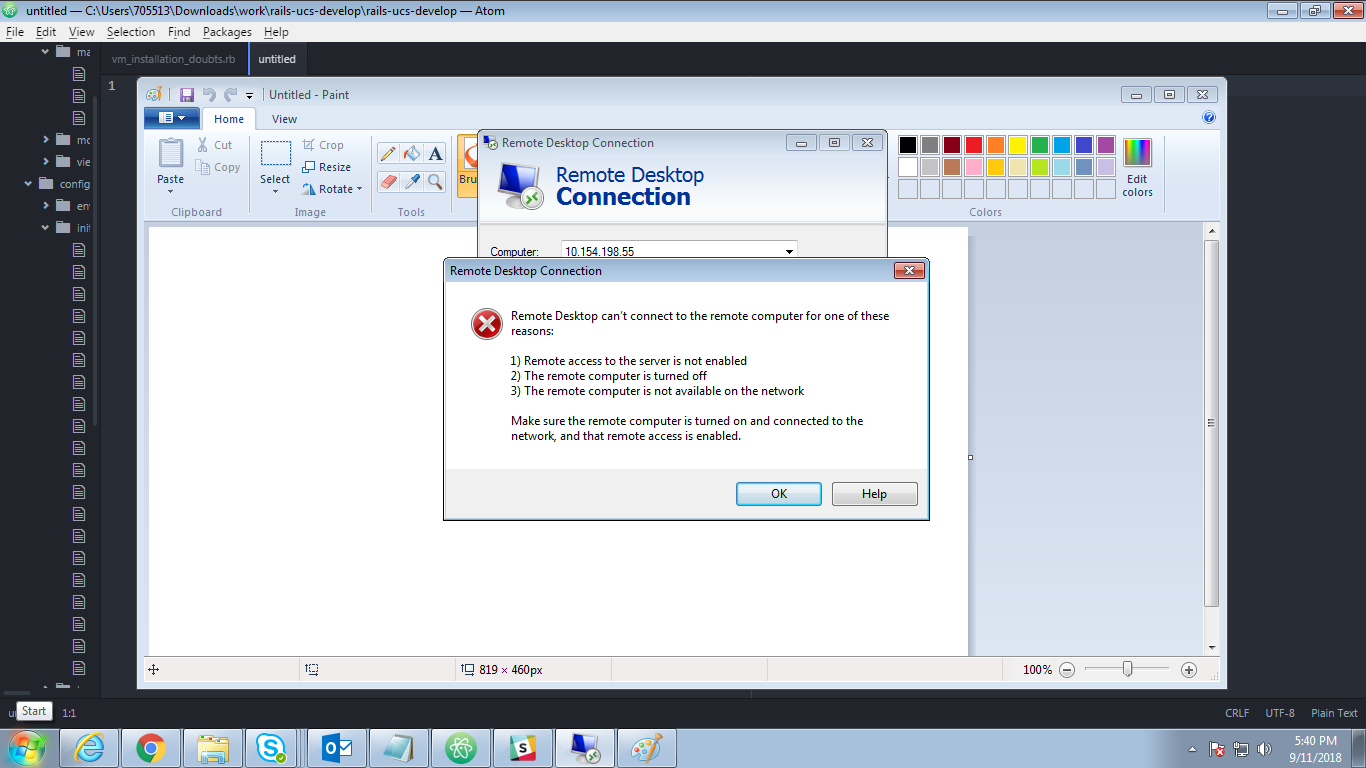 untitled — C:\Users\705513\Downloads\work\rails-ucs-develop\rails-ucs-develop — Atom
File Edit View Selection Find Packages Help
vm_installation_doubts.rb untitled
ma
1
Untitled - Paint
Home View
Paste
Cut
Copy
Clipboard
Select
Crop
Resize
Rotate
Image
A
Tools
Bru
Edit
colors
Colors
mo
vie
config
en
init
Remote Desktop Connection
Remote Desktop
Connection
Computer: 10.154.198.55
Remote Desktop Connection
Remote Desktop can't connect to the remote computer for one of these
reasons:
1) Remote access to the server is not enabled
2) The remote computer is turned off
3) The remote computer is not available on the network
Make sure the remote computer is turned on and connected to the
network, and that remote access is enabled.
OK Help
819 × 460px
100%
Start 1:1 CRLF UTF-8 Plain Text
5:40 PM
9/11/2018